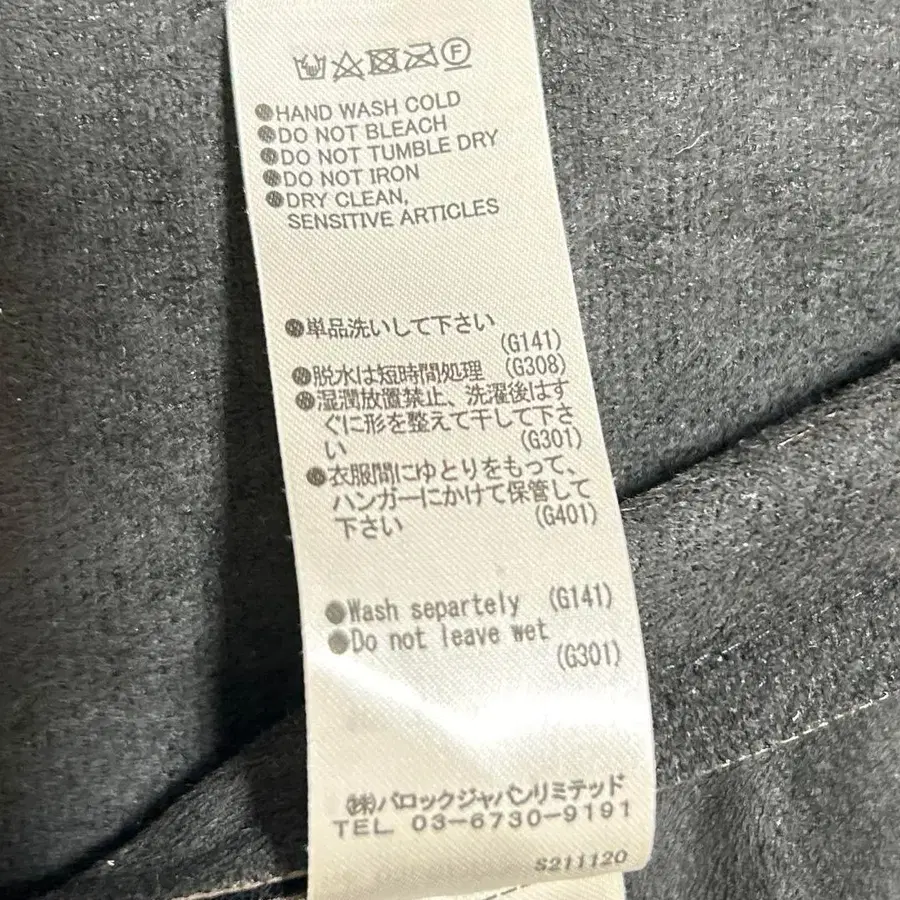 F
HAND WASH COLD
DO NOT BLEACH
DO NOT TUMBLE DRY
DO NOT IRON
DRY CLEAN,
SENSITIVE ARTICLES
単品洗いして下さい
(G141)
脱水は短時間処理 (G308)
湿潤放置禁止、洗濯後はす
ぐに形を整えて干して下さ
い (G301)
衣服間にゆとりをもって、
ハンガーにかけて保管して
下さい (G401)
Wash separtely (G141)
Do not leave wet
(G301)
㈱バロックジャパンリミテッド
TEL 03-6730-9191
S211120